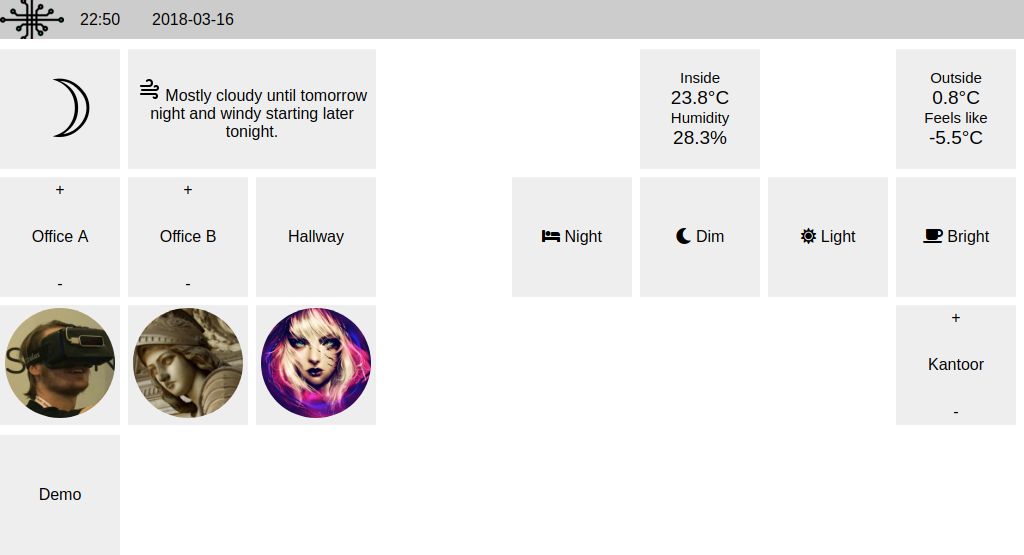 22:50 2018-03-16
Mostly cloudy until tomorrow
night and windy starting later
tonight.
Inside
23.8°C
Humidity
28.3%
Outside
0.8°C
Feels like
-5.5°C
+
Office A
-
+
Office B
-
Hallway
Night
Dim
Light
Bright
+
Kantoor
-
Demo